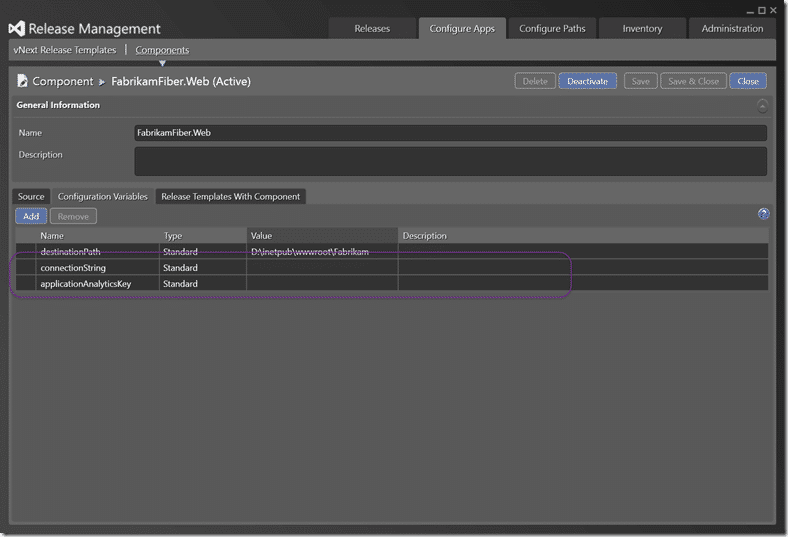 Release Management
Releases
Configure Apps
Configure Paths
Inventory
Administration
vNext Release Templates | Components
Component ▸ FabrikamFiber.Web (Active)
Delete
Deactivate
Save
Save & Close
Close
General Information
Name
FabrikamFiber.Web
Description
Source
Configuration Variables
Release Templates With Component
Add
Remove
?
Name Type Value Description
destinationPath Standard D:\inetpub\wwwroot\Fabrikam
connectionString Standard
applicationAnalyticsKey Standard